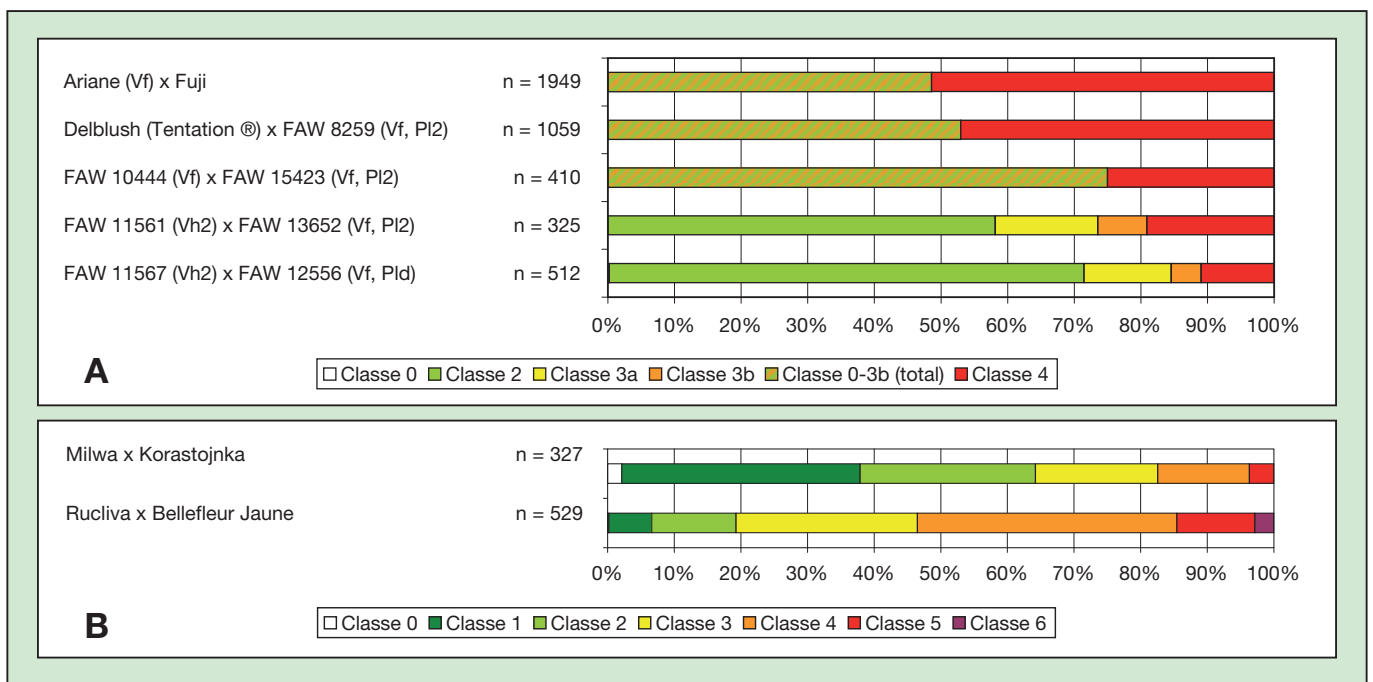 Ariane (Vf) x Fuji n = 1949
Delblush (Tentation ®) x FAW 8259 (Vf, Pl2) n = 1059
FAW 10444 (Vf) x FAW 15423 (Vf, Pl2) n = 410
FAW 11561 (Vh2) x FAW 13652 (Vf, Pl2) n = 325
FAW 11567 (Vh2) x FAW 12556 (Vf, Pld) n = 512
0% 10% 20% 30% 40% 50% 60% 70% 80% 90% 100%
A
Classe 0 Classe 2 Classe 3a Classe 3b Classe 0-3b (total) Classe 4
Milwa x Korastojnka n = 327
Rucliva x Bellefleur Jaune n = 529
0% 10% 20% 30% 40% 50% 60% 70% 80% 90% 100%
B
Classe 0 Classe 1 Classe 2 Classe 3 Classe 4 Classe 5 Classe 6